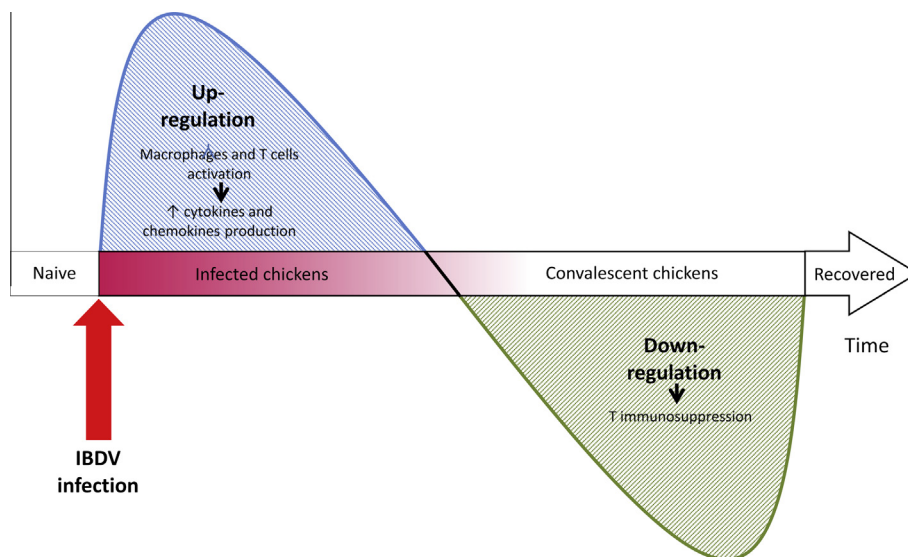 Up-
regulation
Macrophages and T cells
activation
↑ cytokines and
chemokines production
Naive
Infected chickens
Convalescent chickens
Recovered
Time
Down-
regulation
T immunosuppression
IBDV
infection